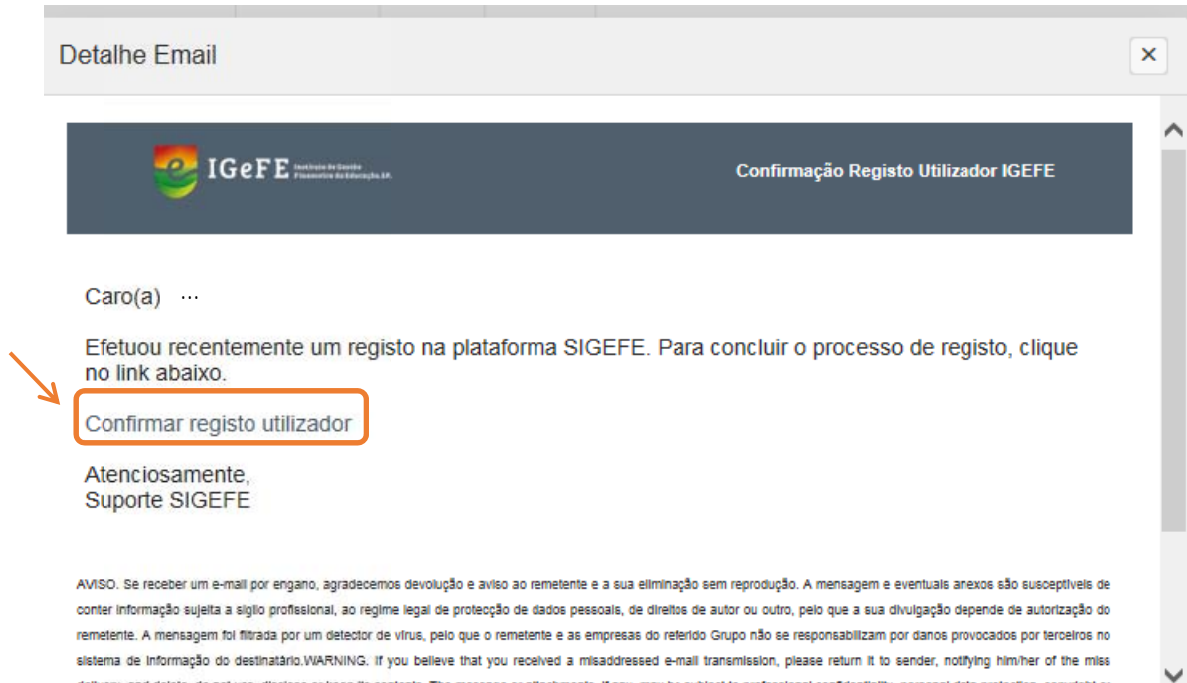 Detalhe Email
IGeFE Instituto de Gestão
Financeira da Educação, I.P.
Confirmação Registo Utilizador IGEFE
Caro(a) ...
Efetuou recentemente um registo na plataforma SIGEFE. Para concluir o processo de registo, clique
no link abaixo.
Confirmar registo utilizador
Atenciosamente,
Suporte SIGEFE
AVISO. Se receber um e-mail por engano, agradecemos devolução e aviso ao remetente e a sua eliminação sem reprodução. A mensagem e eventuais anexos são susceptíveis de
conter informação sujeita a sigilo profissional, ao regime legal de protecção de dados pessoais, de direitos de autor ou outro, pelo que a sua divulgação depende de autorização do
remetente. A mensagem foi filtrada por um detector de vírus, pelo que o remetente e as empresas do referido Grupo não se responsabilizam por danos provocados por terceiros no
sistema de informação do destinatário.WARNING. If you believe that you received a misaddressed e-mail transmission, please return it to sender, notifying him/her of the miss